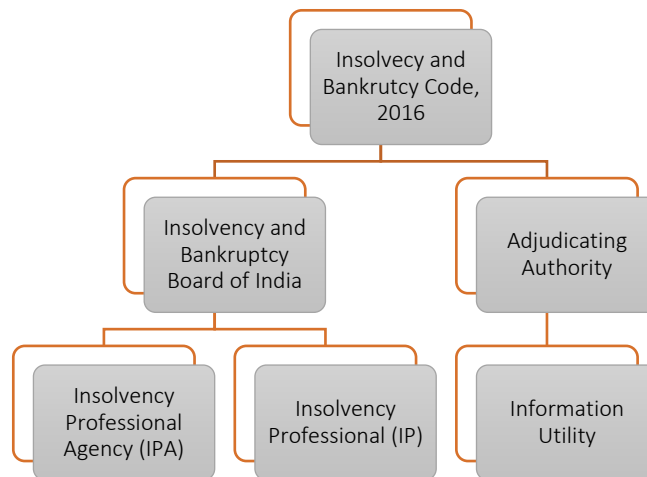 Insolvecy and
Bankrutcy Code,
2016
Insolvency and
Bankruptcy
Board of India
Adjudicating
Authority
Insolvency
Professional
Agency (IPA)
Insolvency
Professional (IP)
Information
Utility